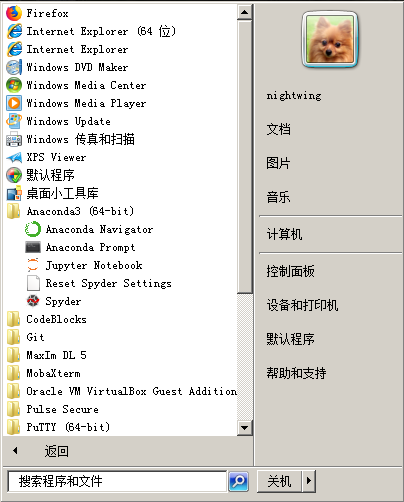 Firefox
Internet Explorer (64 位)
Internet Explorer
Windows DVD Maker
Windows Media Center
Windows Media Player
Windows Update
Windows 传真和扫描
XPS Viewer
默认程序
桌面小工具库
Anaconda3 (64-bit)
Anaconda Navigator
Anaconda Prompt
Jupyter Notebook
Reset Spyder Settings
Spyder
CodeBlocks
Git
MaxIm DL 5
MobaXterm
Oracle VM VirtualBox Guest Addition
Pulse Secure
PuTTY (64-bit)
返回
搜索程序和文件
nightwing
文档
图片
音乐
计算机
控制面板
设备和打印机
默认程序
帮助和支持
关机